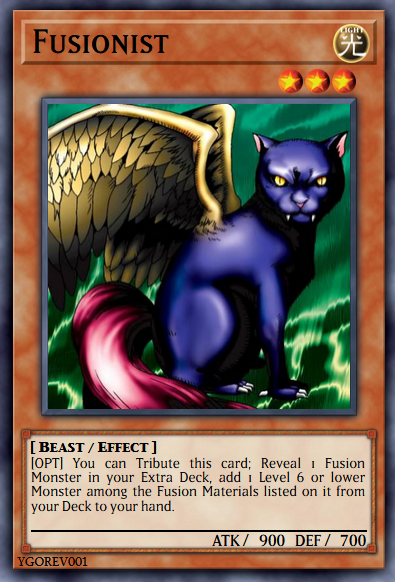 Fusionist
LIGHT
光
[ Beast / Effect ]
[OPT] You can Tribute this card; Reveal 1 Fusion
Monster in your Extra Deck, add 1 Level 6 or lower
Monster among the Fusion Materials listed on it from
your Deck to your hand.
ATK / 900 DEF / 700
YGOREV001